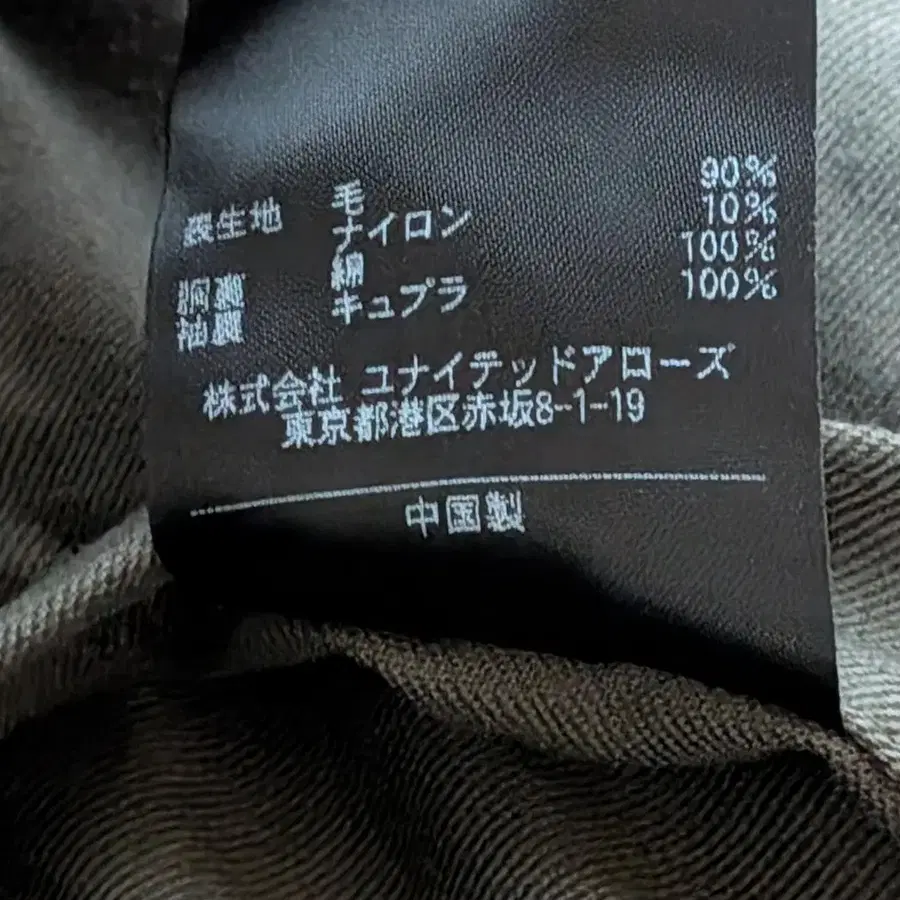 表生地 毛 90%
ナイロン 10%
胴裏 綿 100%
袖裏 キュプラ 100%
株式会社 ユナイテッドアローズ
東京都港区赤坂8-1-19
中国製